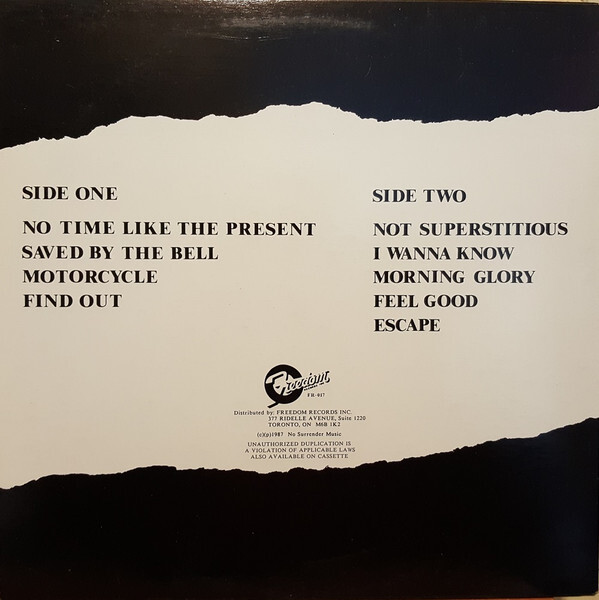 SIDE ONE
NO TIME LIKE THE PRESENT
SAVED BY THE BELL
MOTORCYCLE
FIND OUT
SIDE TWO
NOT SUPERSTITIOUS
I WANNA KNOW
MORNING GLORY
FEEL GOOD
ESCAPE
Freedom
FR-017
Distributed by: FREEDOM RECORDS INC.
377 RIDELLE AVENUE, Suite 1220
TORONTO, ON M6B 1K2
(c)(p)1987 No Surrender Music
UNAUTHORIZED DUPLICATION IS
A VIOLATION OF APPLICABLE LAWS
ALSO AVAILABLE ON CASSETTE